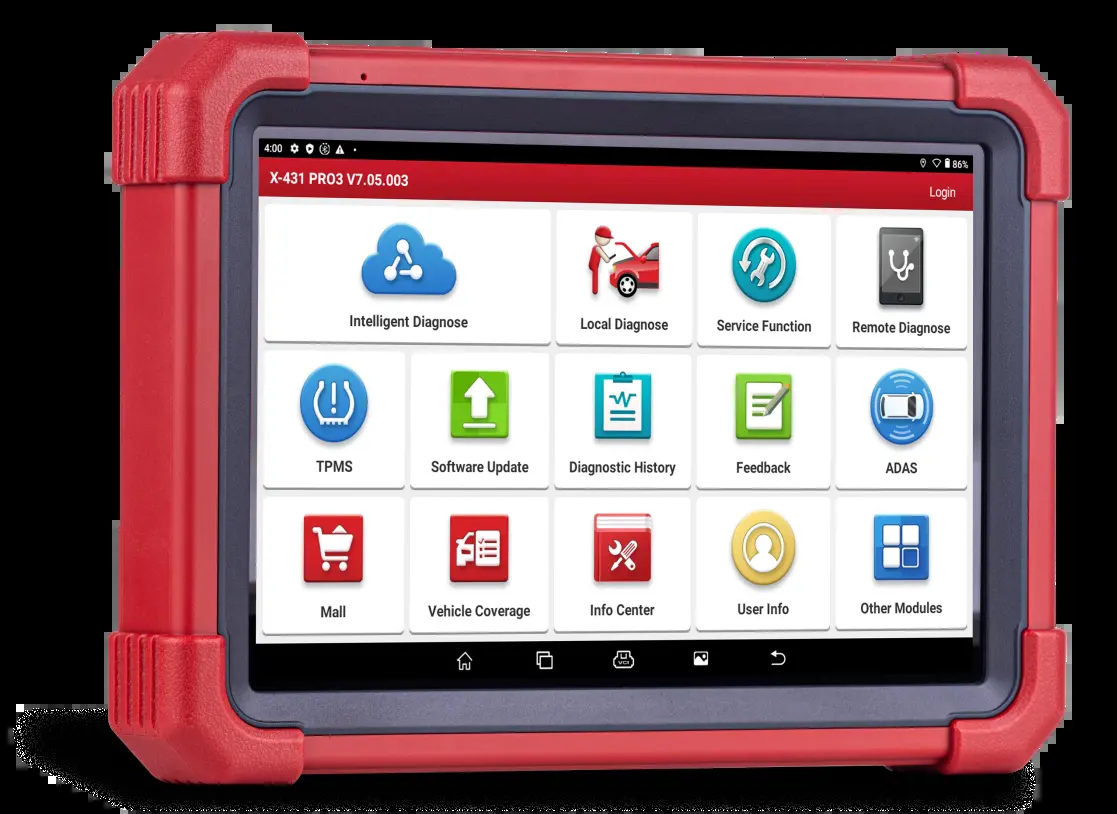 4:00
86%
X-431 PRO3 V7.05.003
Login
Intelligent Diagnose
Local Diagnose
Service Function
Remote Diagnose
TPMS
Software Update
Diagnostic History
Feedback
ADAS
Mall
Vehicle Coverage
Info Center
User Info
Other Modules
VCI